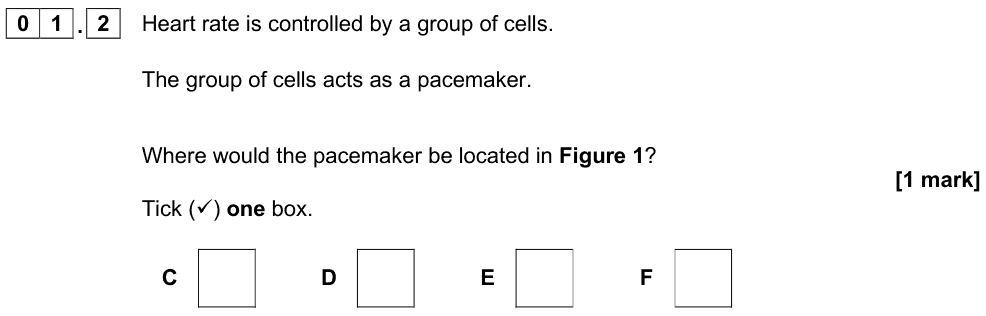 0 1 . 2 Heart rate is controlled by a group of cells.
The group of cells acts as a pacemaker.
Where would the pacemaker be located in Figure 1?
[1 mark]
Tick (✓) one box.
C D E F